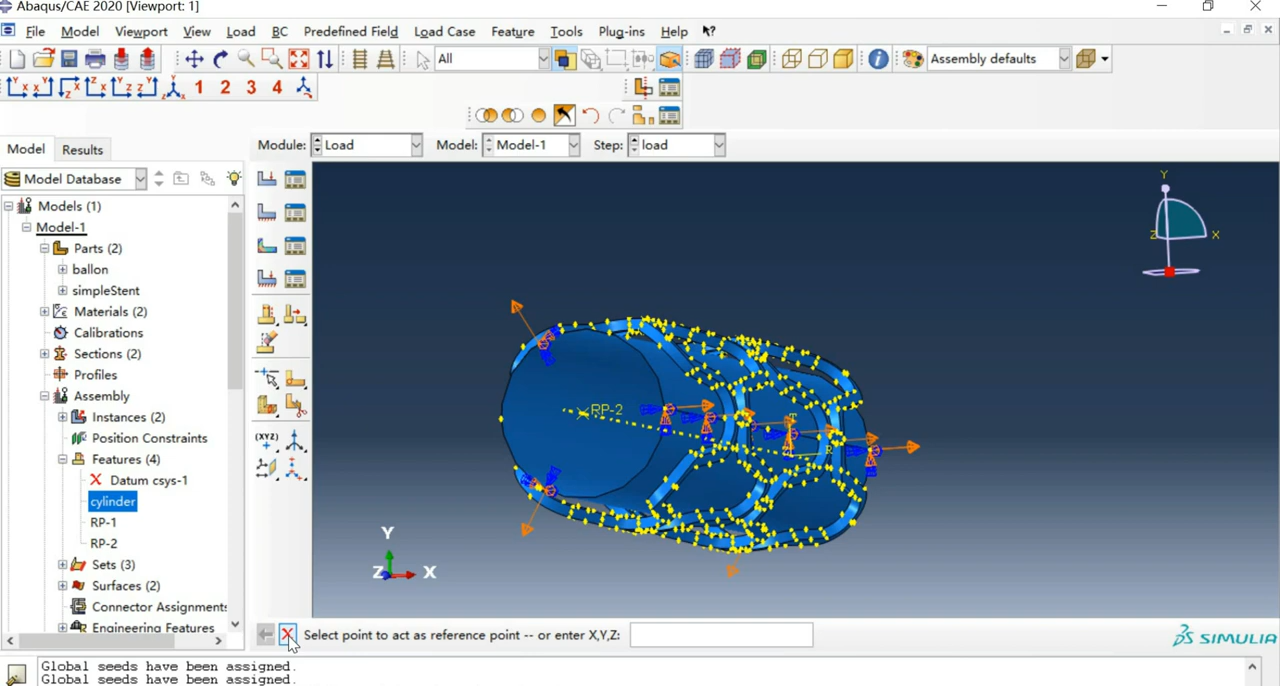 Abaqus/CAE 2020 [Viewport: 1]
File Model Viewport View Load BC Predefined Field Load Case Feature Tools Plug-ins Help
All
Assembly defaults
1 2 3 4
Model Results
Module: Load Model: Model-1 Step: load
Model Database
Models (1)
Model-1
Parts (2)
ballon
simpleStent
Materials (2)
Calibrations
Sections (2)
Profiles
Assembly
Instances (2)
Position Constraints
Features (4)
Datum csys-1
cylinder
RP-1
RP-2
Sets (3)
Surfaces (2)
Connector Assignments
Engineering Features
(XYZ)
Y
Z X
RP-2
T
R
Y
Z X
Select point to act as reference point -- or enter X,Y,Z:
SIMULIA
Global seeds have been assigned.
Global seeds have been assigned.